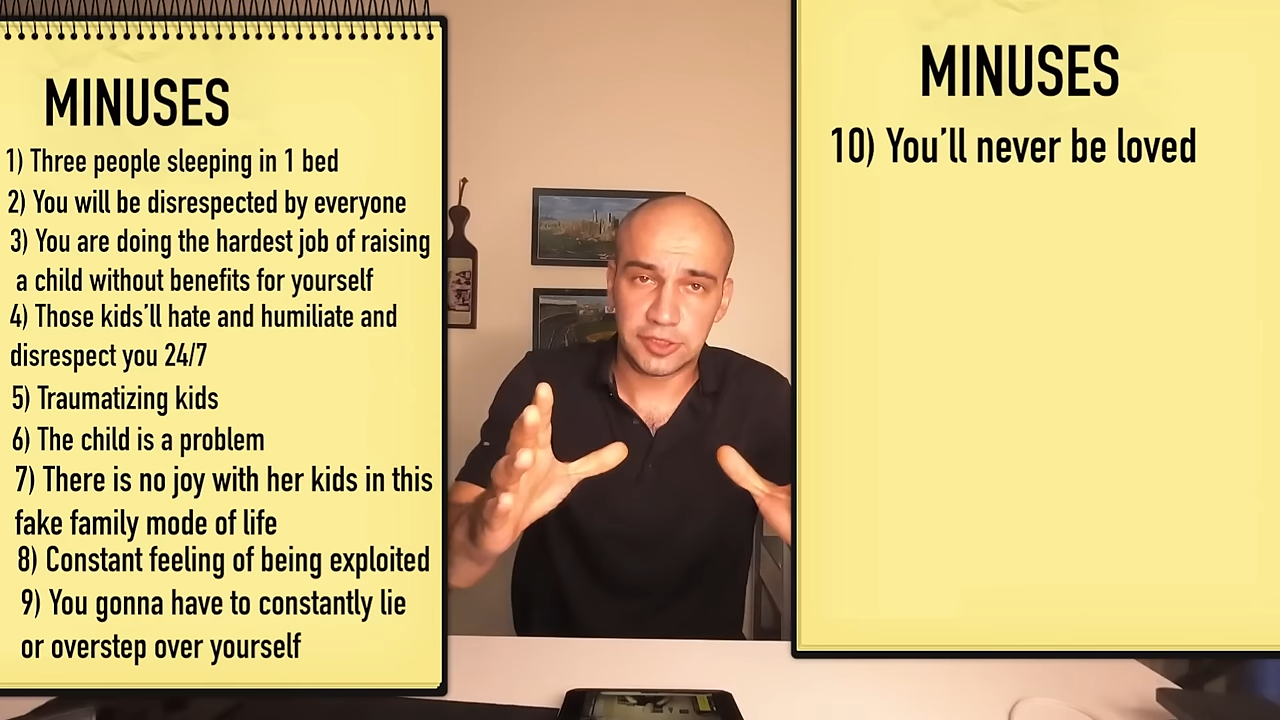 MINUSES
1) Three people sleeping in 1 bed
2) You will be disrespected by everyone
3) You are doing the hardest job of raising
a child without benefits for yourself
4) Those kids’ll hate and humiliate and
disrespect you 24/7
5) Traumatizing kids
6) The child is a problem
7) There is no joy with her kids in this
fake family mode of life
8) Constant feeling of being exploited
9) You gonna have to constantly lie
or overstep over yourself
MINUSES
10) You’ll never be loved